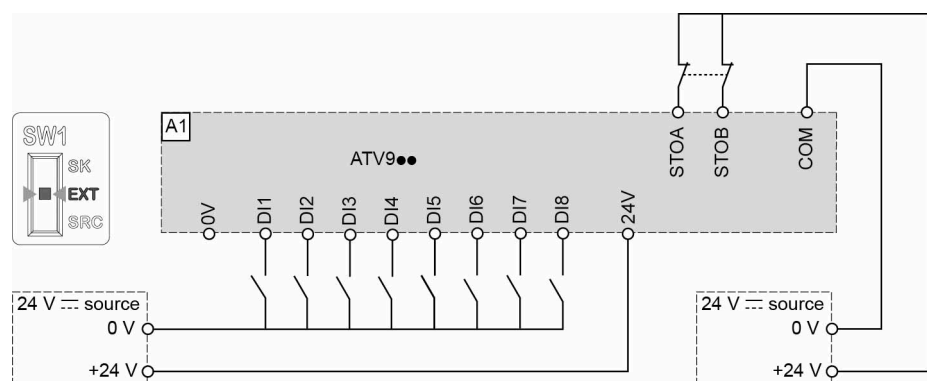 SW1
SK
EXT
SRC
A1
ATV9●●
STOA
STOB
COM
0V
DI1
DI2
DI3
DI4
DI5
DI6
DI7
DI8
24V
24 V ⎓ source
0 V
+24 V
24 V ⎓ source
0 V
+24 V